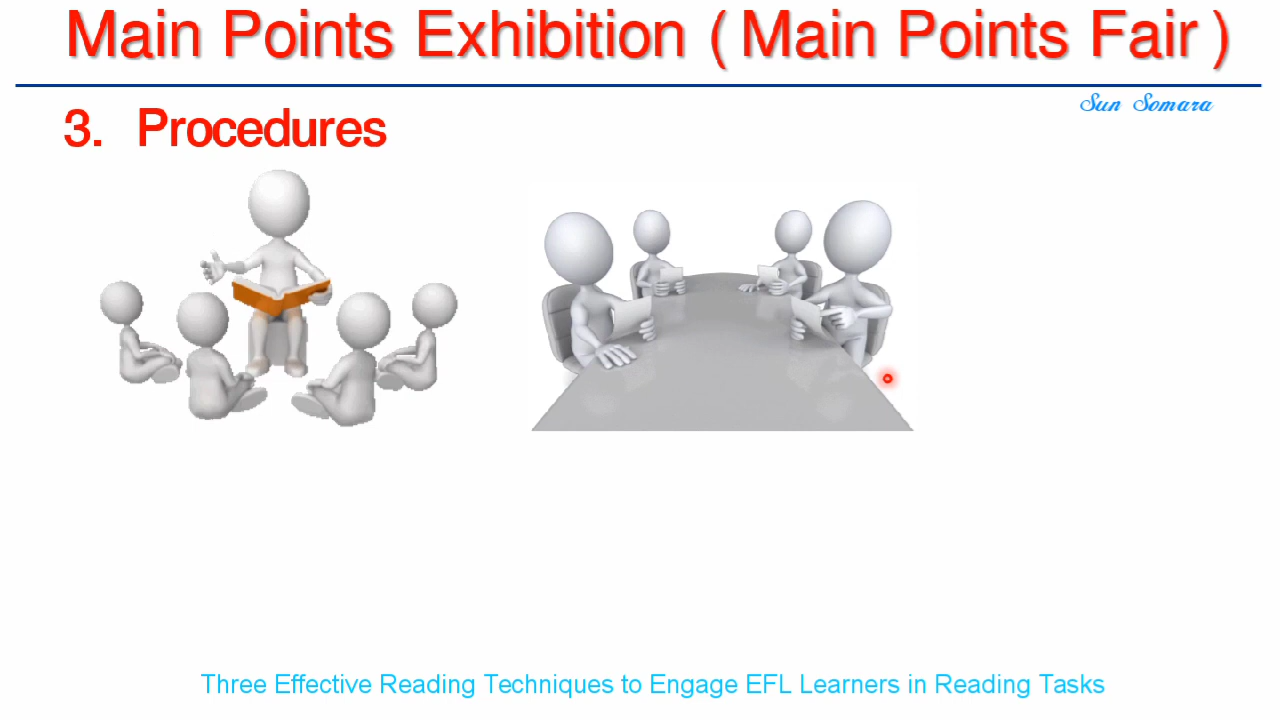 Main Points Exhibition ( Main Points Fair )
Sun Somara
3. Procedures
Three Effective Reading Techniques to Engage EFL Learners in Reading Tasks